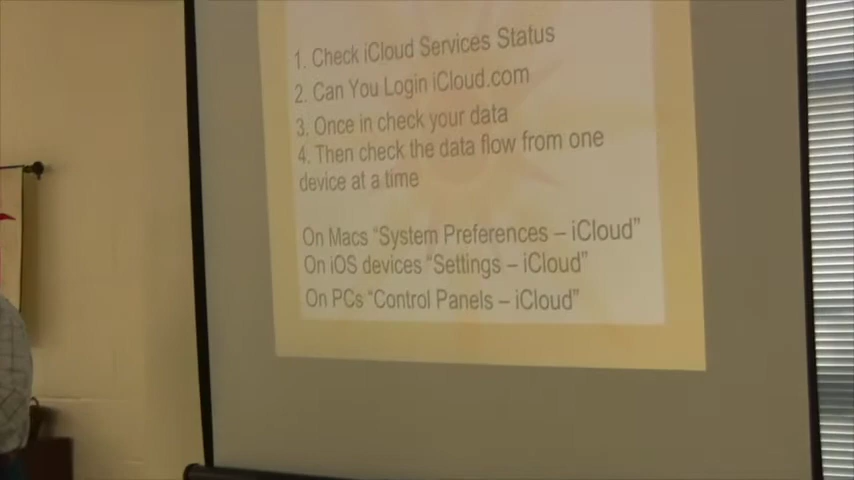 1. Check iCloud Services Status
2. Can You Login iCloud.com
3. Once in check your data
4. Then check the data flow from one
device at a time
On Macs “System Preferences – iCloud”
On iOS devices “Settings – iCloud”
On PCs “Control Panels – iCloud”